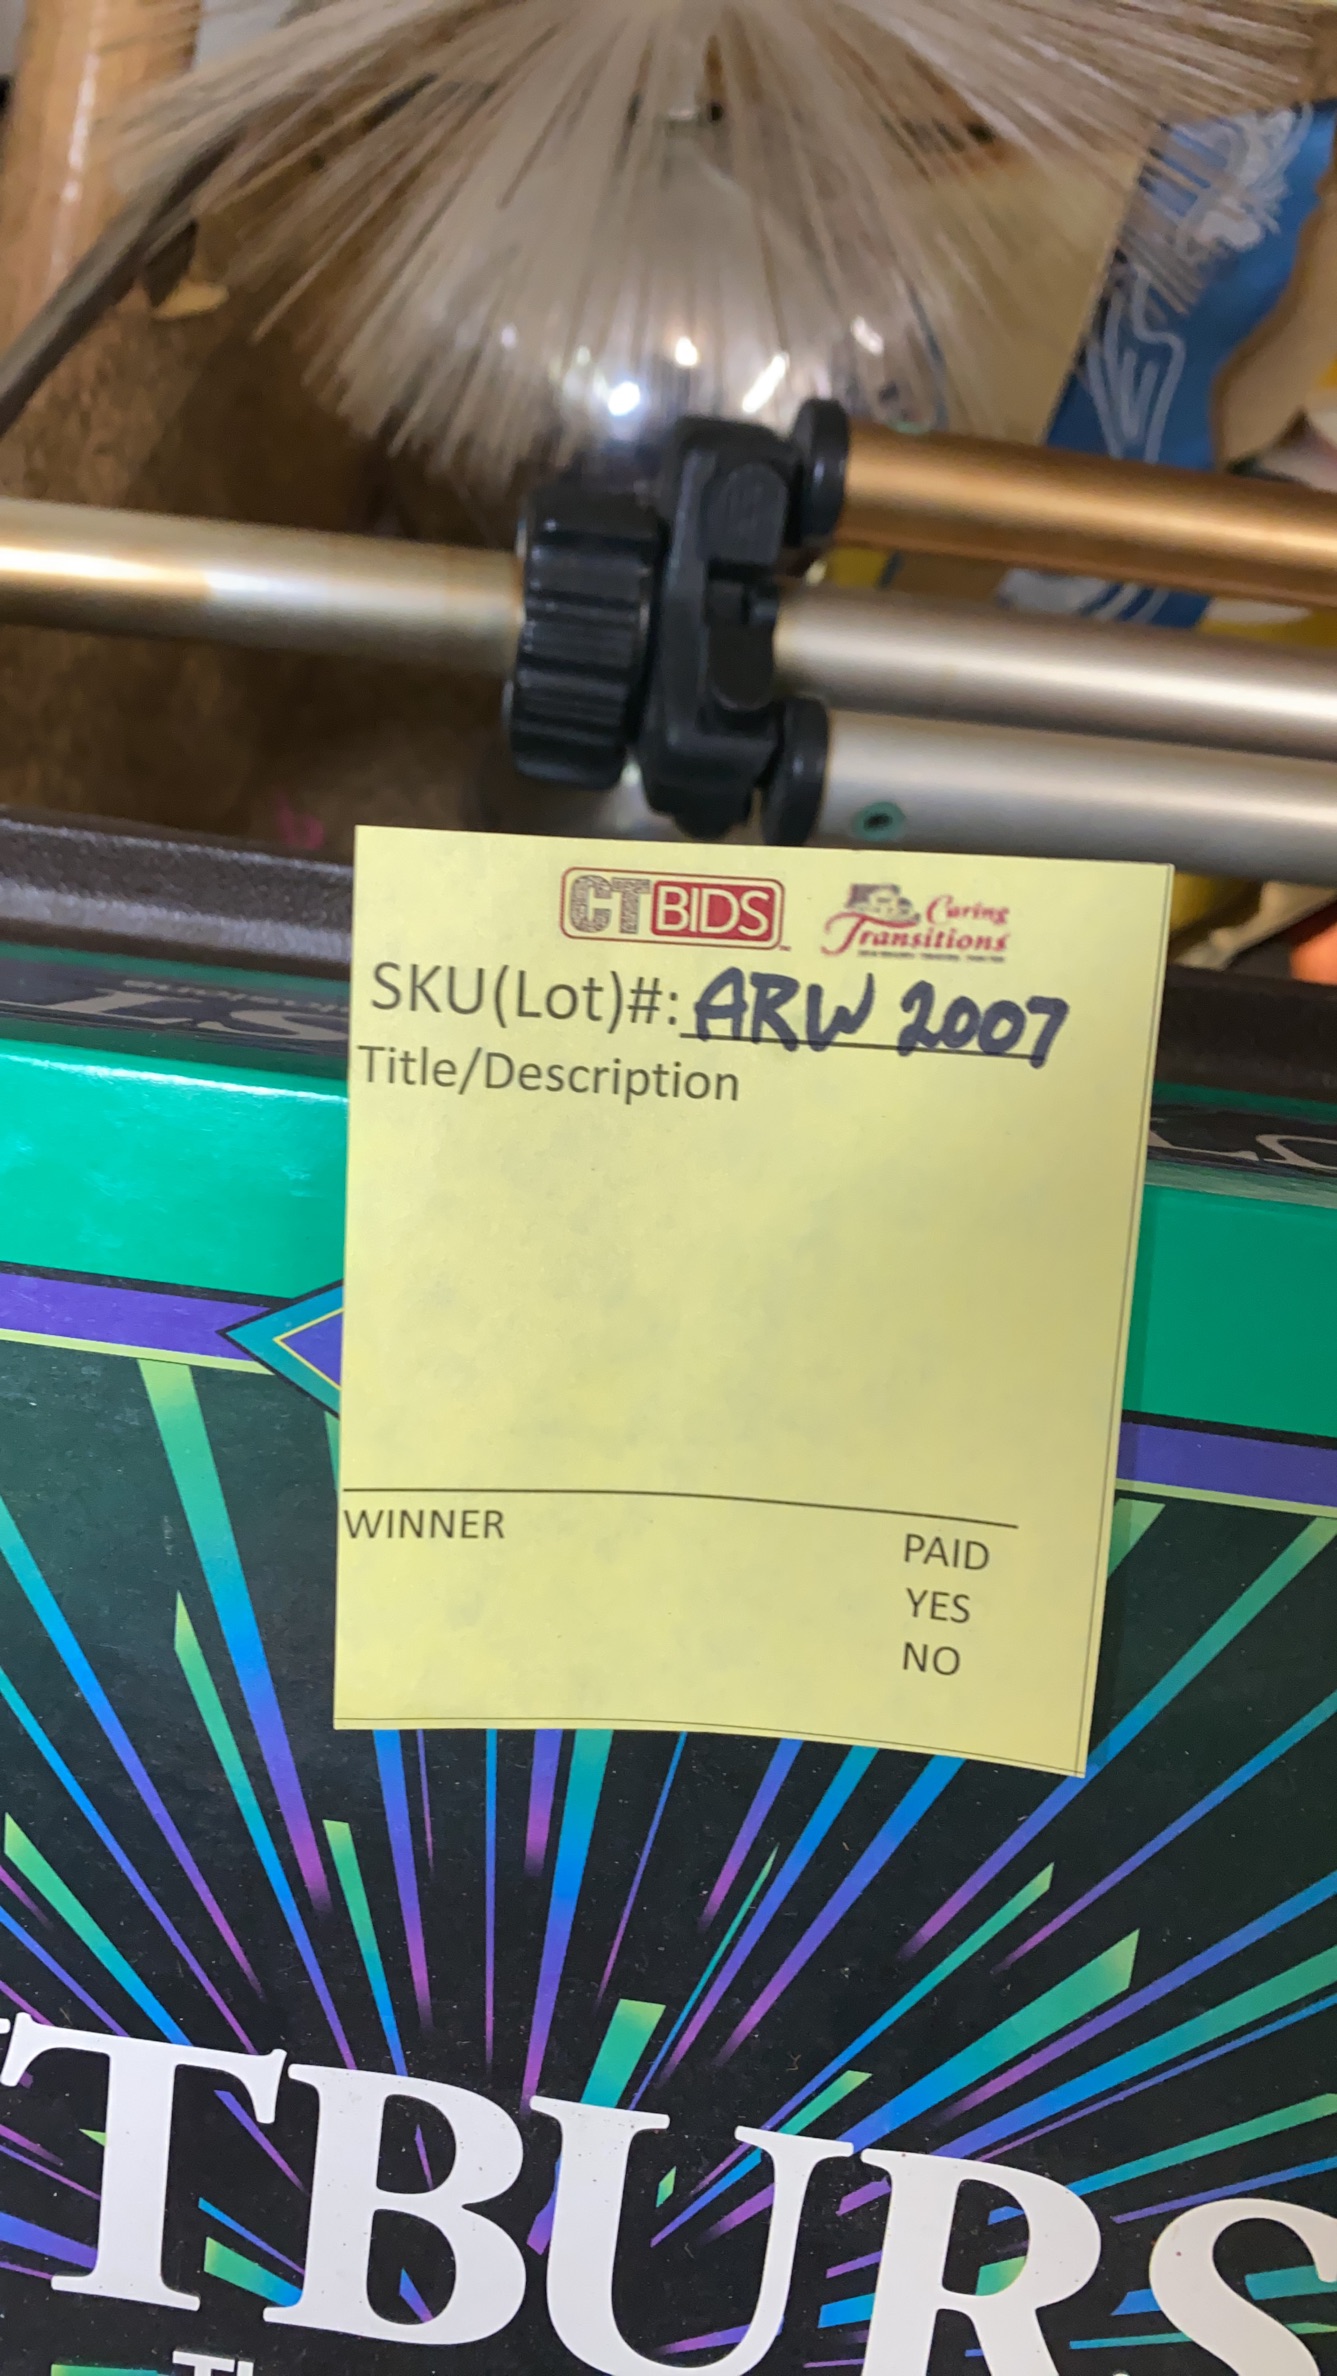 CTBIDS
Caring
Transitions
SKU(Lot)#: ARW 2007
Title/Description
WINNER
PAID
YES
NO
TBURS